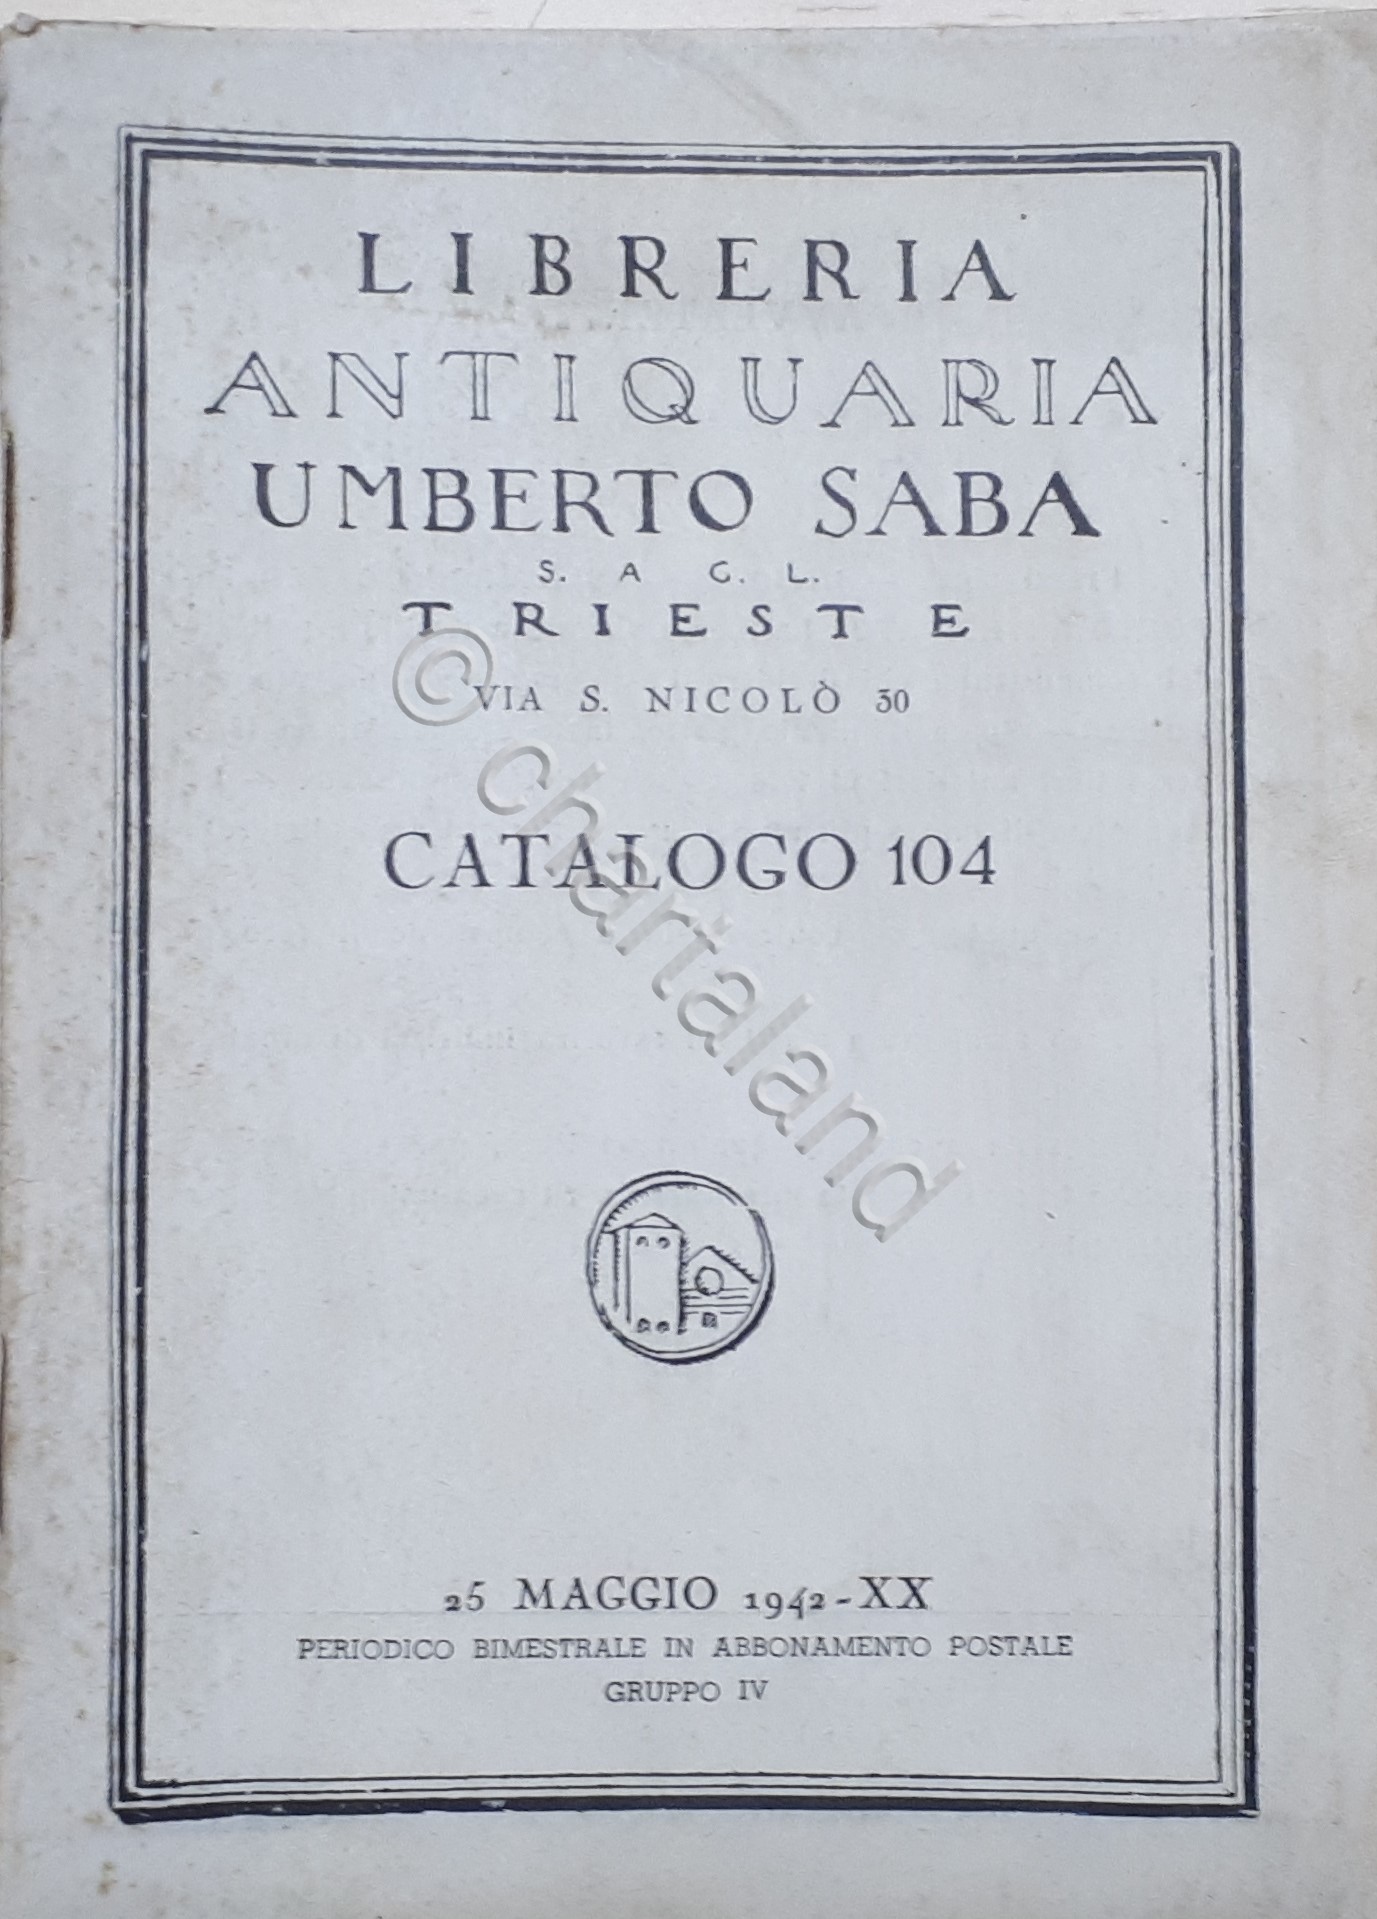 LIBRERIA
ANTIQUARIA
UMBERTO SABA
S. A G. L.
TRIESTE
VIA S. NICOLÒ 30
CATALOGO 104
© chartaland
25 MAGGIO 1942-XX
PERIODICO BIMESTRALE IN ABBONAMENTO POSTALE
GRUPPO IV